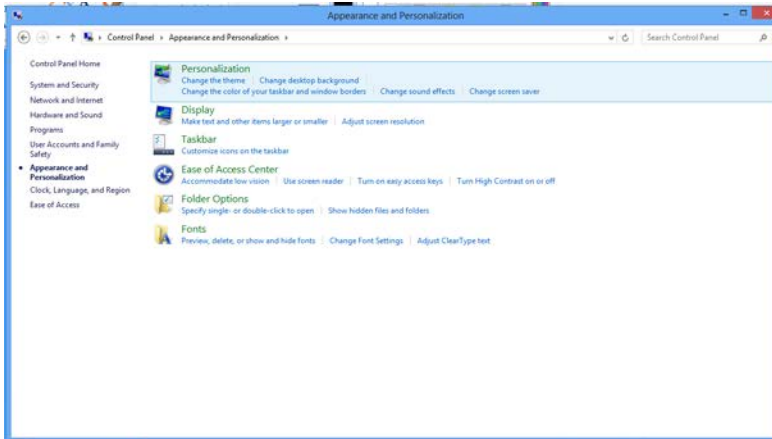 Appearance and Personalization
Control Panel ▸ Appearance and Personalization ▸
Search Control Panel
Control Panel Home
System and Security
Network and Internet
Hardware and Sound
Programs
User Accounts and Family
Safety
Appearance and
Personalization
Clock, Language, and Region
Ease of Access
Personalization
Change the theme | Change desktop background
Change the color of your taskbar and window borders | Change sound effects | Change screen saver
Display
Make text and other items larger or smaller | Adjust screen resolution
Taskbar
Customize icons on the taskbar
Ease of Access Center
Accommodate low vision | Use screen reader | Turn on easy access keys | Turn High Contrast on or off
Folder Options
Specify single- or double-click to open | Show hidden files and folders
Fonts
Preview, delete, or show and hide fonts | Change Font Settings | Adjust ClearType text